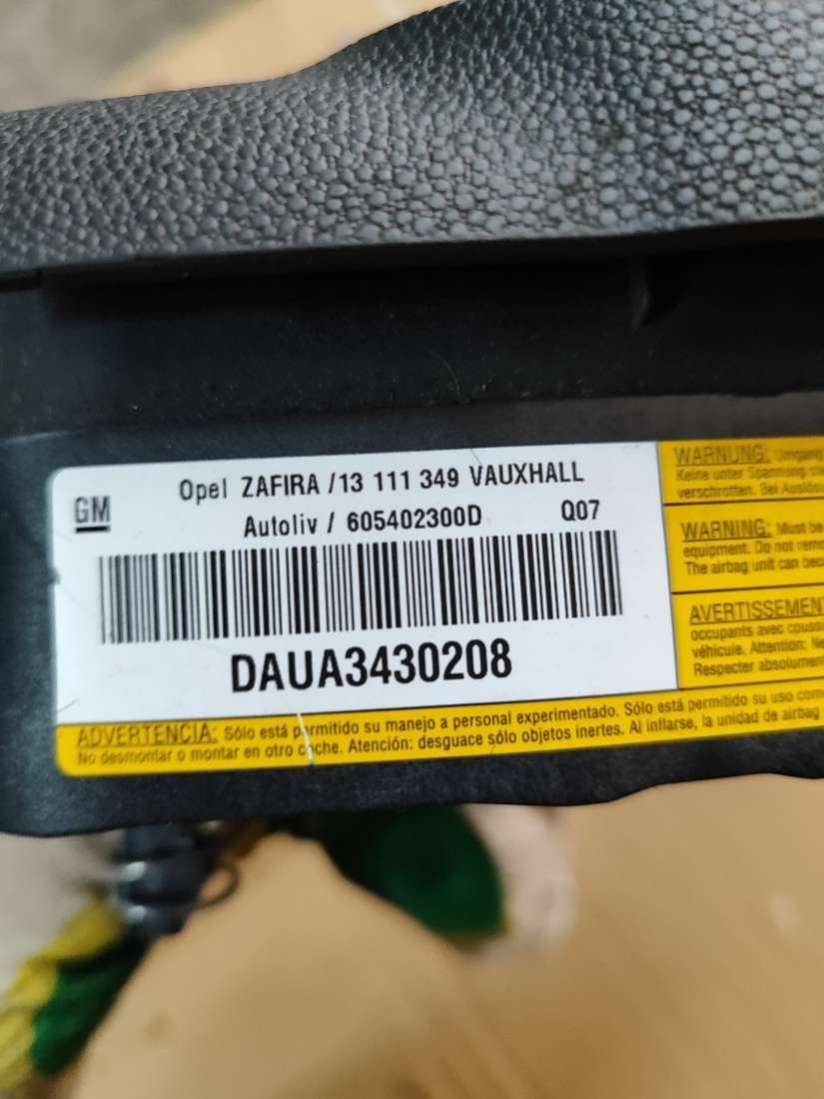 GM
Opel ZAFIRA /13 111 349 VAUXHALL
Autoliv / 605402300D Q07
DAUA3430208
WARNUNG: Umgang
Keine unter Spannung
verschrotten. Bei
WARNING: Must be
equipment. Do not
The airbag unit can
AVERTISSEMENT
occupants avec
véhicule. Attention:
Respecter
ADVERTENCIA: Sólo está permitido su manejo a personal experimentado. Sólo está permitido su uso
No desmontar o montar en otro coche. Atención: desguace sólo objetos inertes. Al inflarse, la unidad de airbag